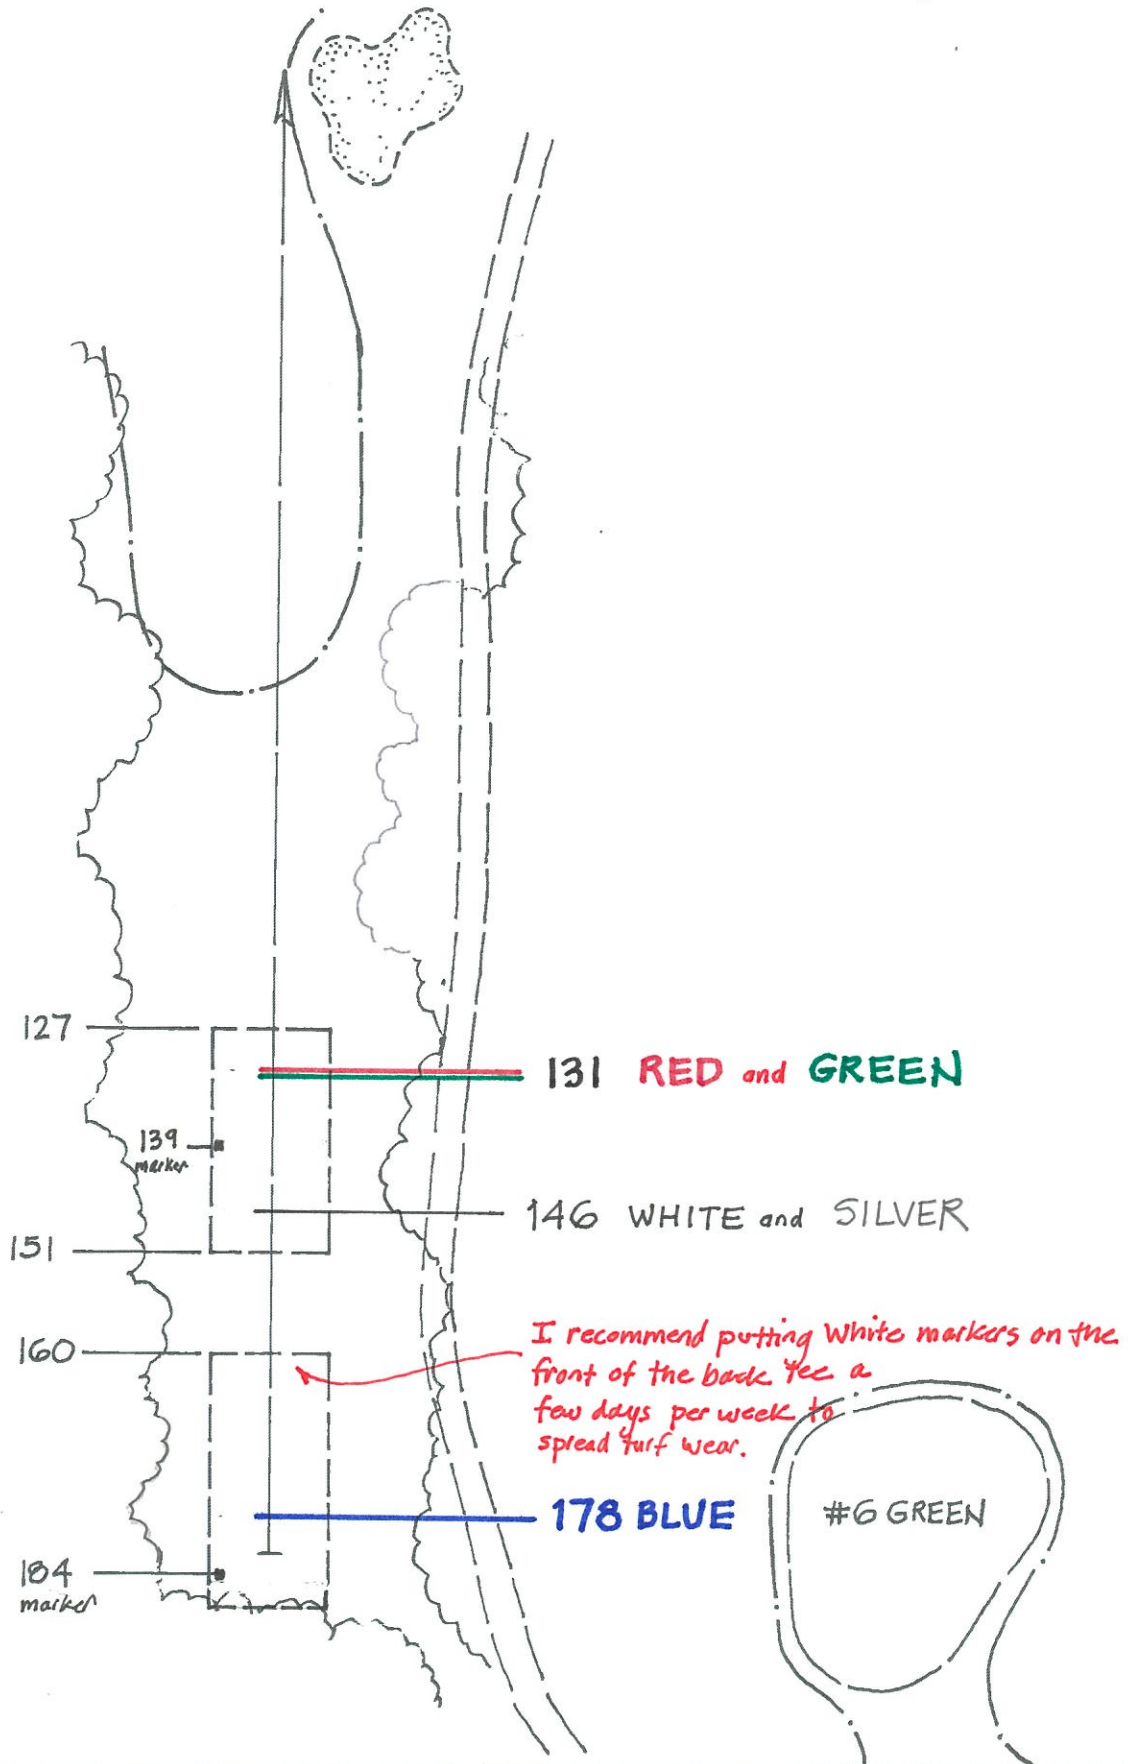 127
131 RED and GREEN
139
marker
146 WHITE and SILVER
151
160
I recommend putting White markers on the
front of the back Tee a
few days per week to
spread turf wear.
178 BLUE
#6 GREEN
184
marker